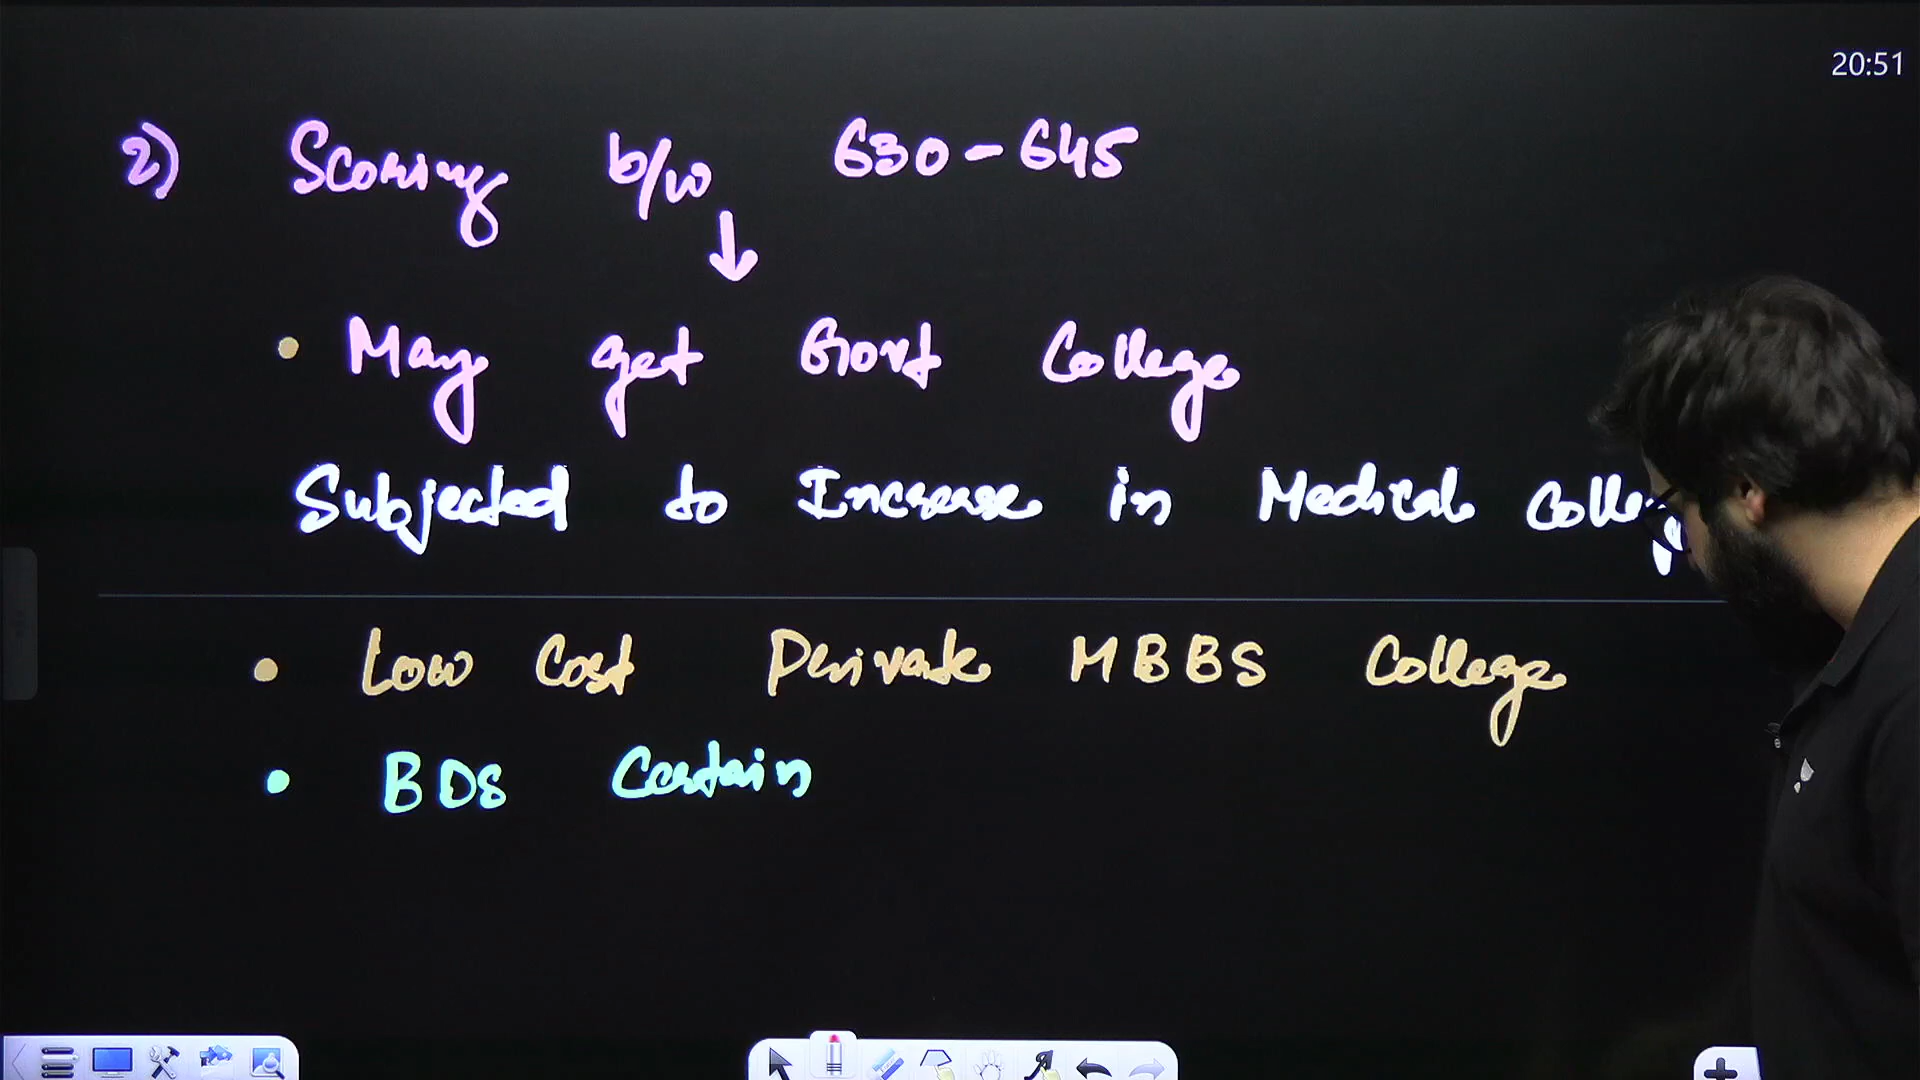 20:51
2) Scoring b/w 630-645
↓
• May get Govt College
Subjected to Increase in Medical
• Low Cost Private MBBS College
• BDS Certain